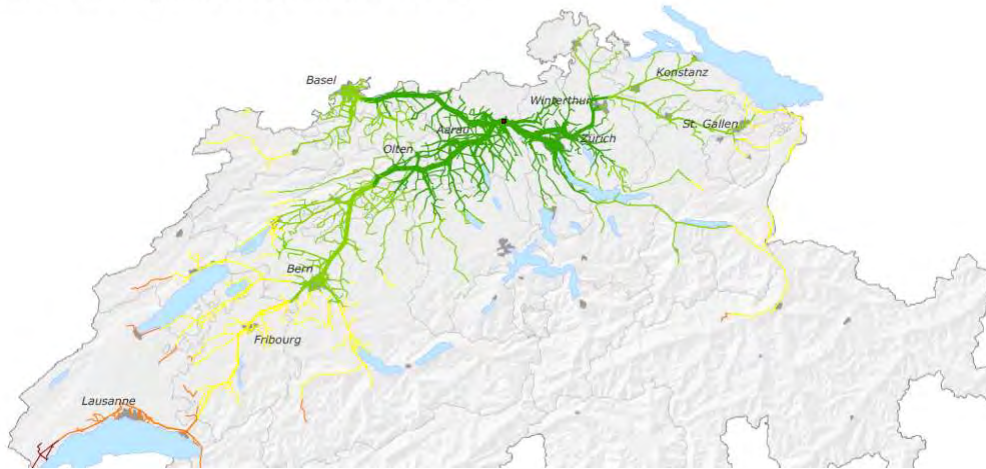 Basel
Konstanz
Winterthur
Aarau
Zürich
St. Gallen
Olten
Bern
Fribourg
Lausanne